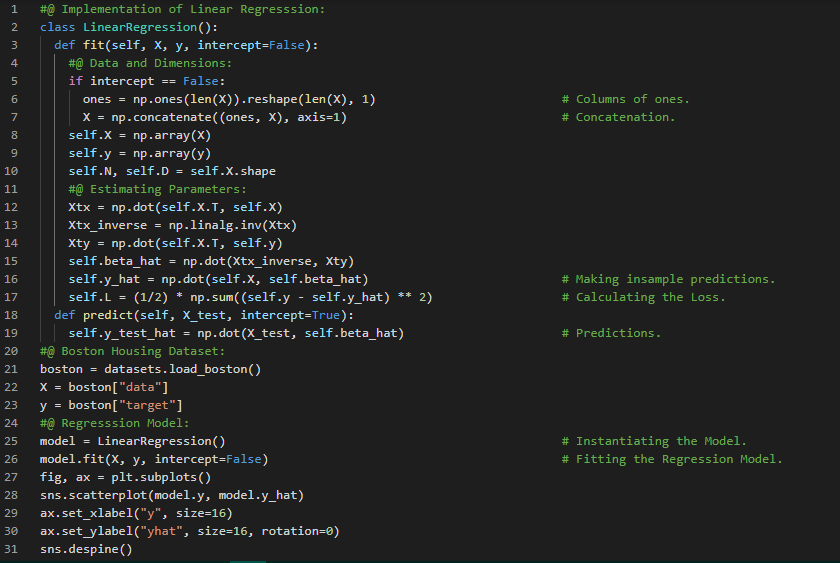 1 #@ Implementation of Linear Regresssion:
2 class LinearRegression():
3 def fit(self, X, y, intercept=False):
4 #@ Data and Dimensions:
5 if intercept == False:
6 ones = np.ones(len(X)).reshape(len(X), 1) # Columns of ones.
7 X = np.concatenate((ones, X), axis=1) # Concatenation.
8 self.X = np.array(X)
9 self.y = np.array(y)
10 self.N, self.D = self.X.shape
11 #@ Estimating Parameters:
12 Xtx = np.dot(self.X.T, self.X)
13 Xtx_inverse = np.linalg.inv(Xtx)
14 Xty = np.dot(self.X.T, self.y)
15 self.beta_hat = np.dot(Xtx_inverse, Xty)
16 self.y_hat = np.dot(self.X, self.beta_hat) # Making insample predictions.
17 self.L = (1/2) * np.sum((self.y - self.y_hat) ** 2) # Calculating the Loss.
18 def predict(self, X_test, intercept=True):
19 self.y_test_hat = np.dot(X_test, self.beta_hat) # Predictions.
20 #@ Boston Housing Dataset:
21 boston = datasets.load_boston()
22 X = boston["data"]
23 y = boston["target"]
24 #@ Regresssion Model:
25 model = LinearRegression() # Instantiating the Model.
26 model.fit(X, y, intercept=False) # Fitting the Regression Model.
27 fig, ax = plt.subplots()
28 sns.scatterplot(model.y, model.y_hat)
29 ax.set_xlabel("y", size=16)
30 ax.set_ylabel("yhat", size=16, rotation=0)
31 sns.despine()